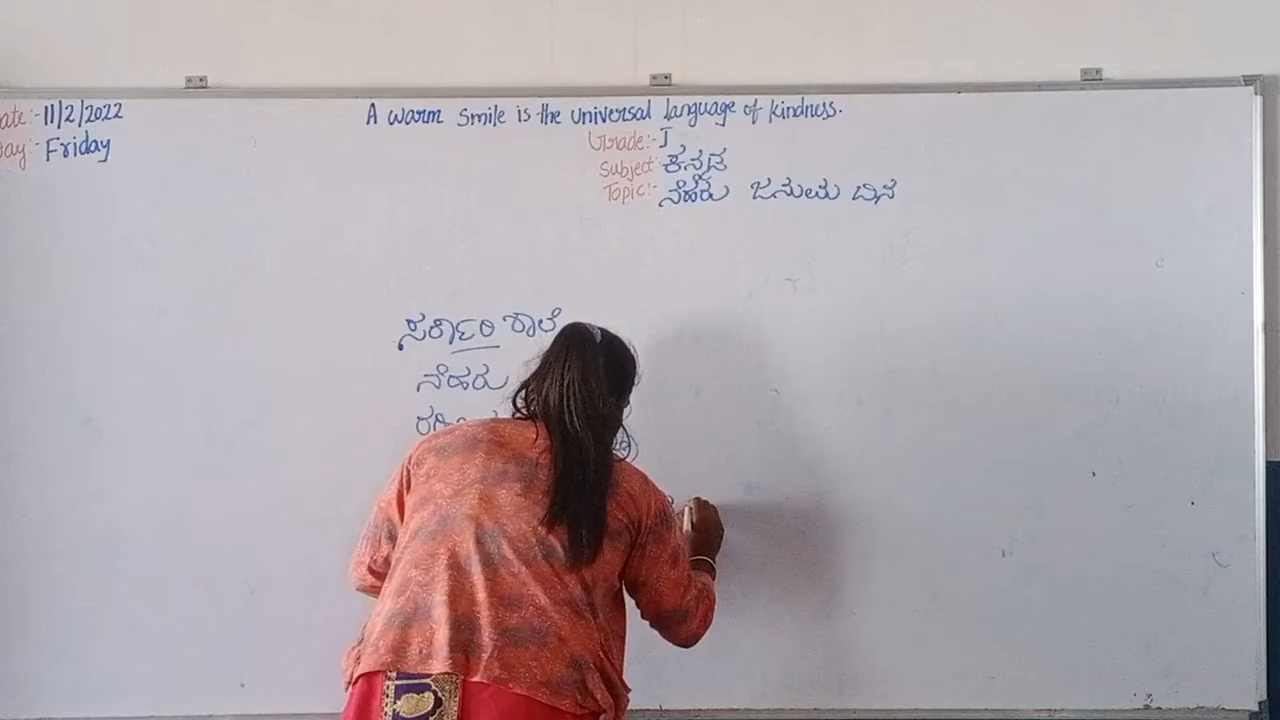 ate:-11/2/2022
A warm smile is the universal language of kindness.
Day:- Friday
Grade:- I
Subject:- ಕನ್ನಡ
Topic:- ನೆಹರು ಜನುಮ ದಿನ
ಸರ್ಕಾರಿ ಶಾಲೆ
ನೆಹರು